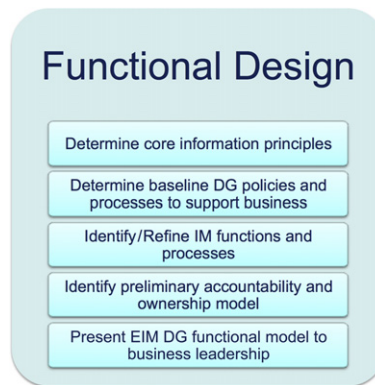 Functional Design
Determine core information principles
Determine baseline DG policies and
processes to support business
Identify/Refine IM functions and
processes
Identify preliminary accountability and
ownership model
Present EIM DG functional model to
business leadership